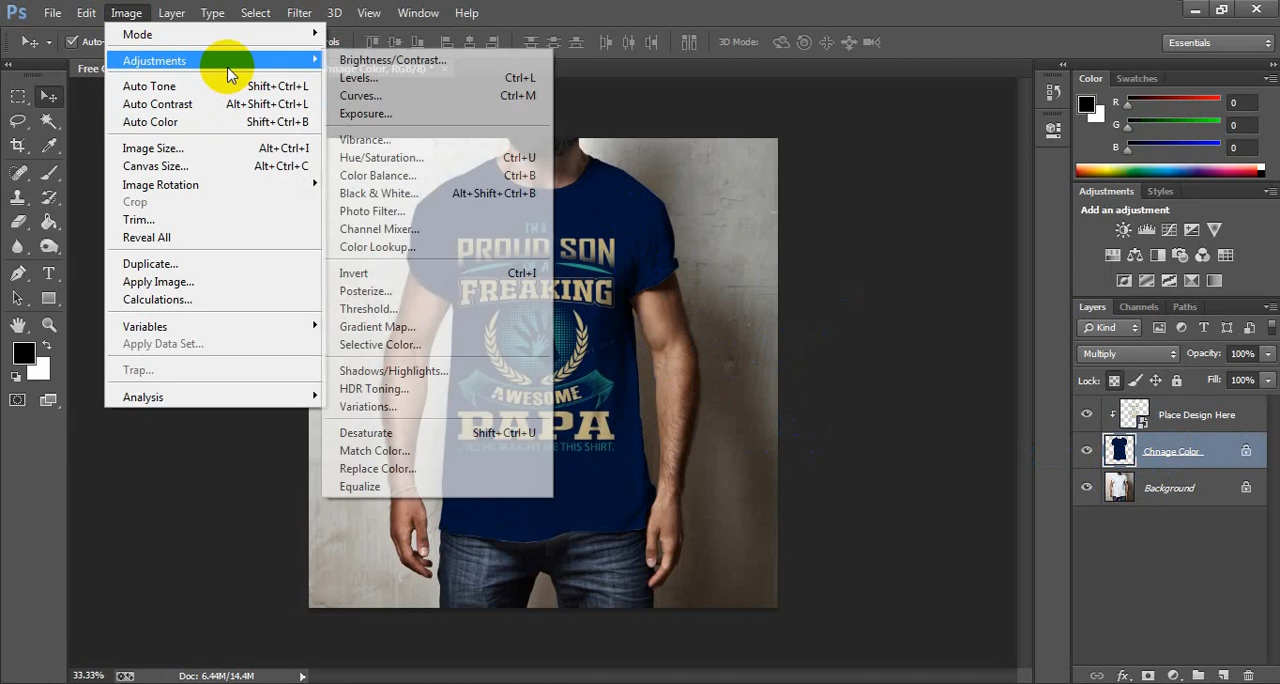 Ps File Edit Image Layer Type Select Filter 3D View Window Help
Auto-
3D Mode:
Essentials
Mode
Adjustments
Auto Tone Shift+Ctrl+L
Auto Contrast Alt+Shift+Ctrl+L
Auto Color Shift+Ctrl+B
Image Size... Alt+Ctrl+I
Canvas Size... Alt+Ctrl+C
Image Rotation
Crop
Trim...
Reveal All
Duplicate...
Apply Image...
Calculations...
Variables
Apply Data Set...
Trap...
Analysis
Brightness/Contrast...
Levels... Ctrl+L
Curves... Ctrl+M
Exposure...
Vibrance...
Hue/Saturation... Ctrl+U
Color Balance... Ctrl+B
Black & White... Alt+Shift+Ctrl+B
Photo Filter...
Channel Mixer...
Color Lookup...
Invert Ctrl+I
Posterize...
Threshold...
Gradient Map...
Selective Color...
Shadows/Highlights...
HDR Toning...
Variations...
Desaturate Shift+Ctrl+U
Match Color...
Replace Color...
Equalize
I'M A
PROUD SON
OF A
FREAKING
AWESOME
PAPA
Color Swatches
R 0
G 0
B 0
Adjustments Styles
Add an adjustment
Layers Channels Paths
Kind
Multiply Opacity: 100%
Lock: Fill: 100%
Place Design Here
Chnage Color
Background
33.33% Doc: 6.44M/14.4M